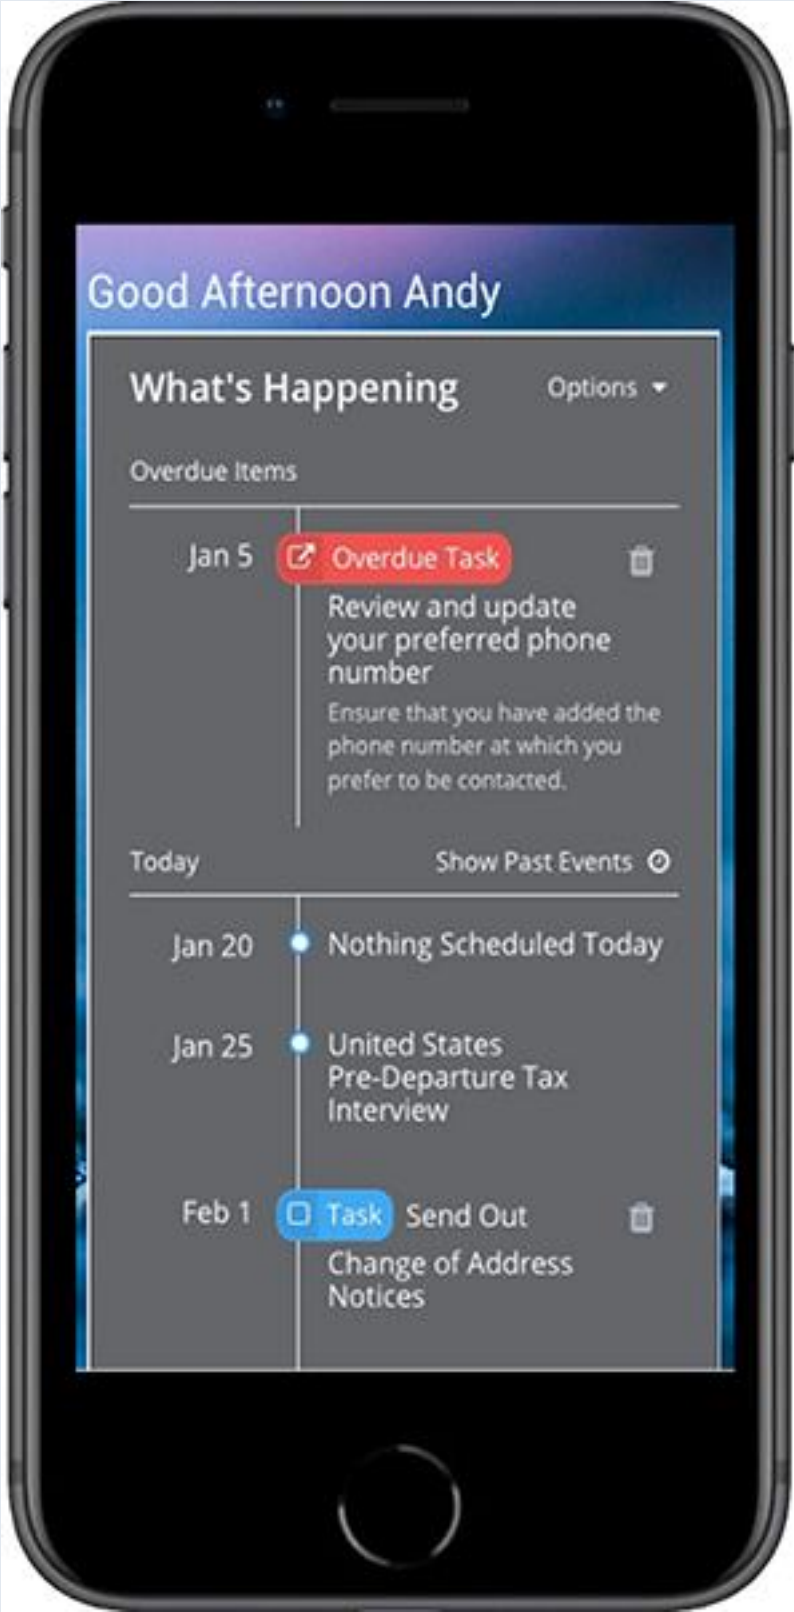 Good Afternoon Andy
What's Happening Options
Overdue Items
Jan 5 Overdue Task
Review and update
your preferred phone
number
Ensure that you have added the
phone number at which you
prefer to be contacted.
Today Show Past Events
Jan 20 Nothing Scheduled Today
Jan 25 United States
Pre-Departure Tax
Interview
Feb 1 Task Send Out
Change of Address
Notices